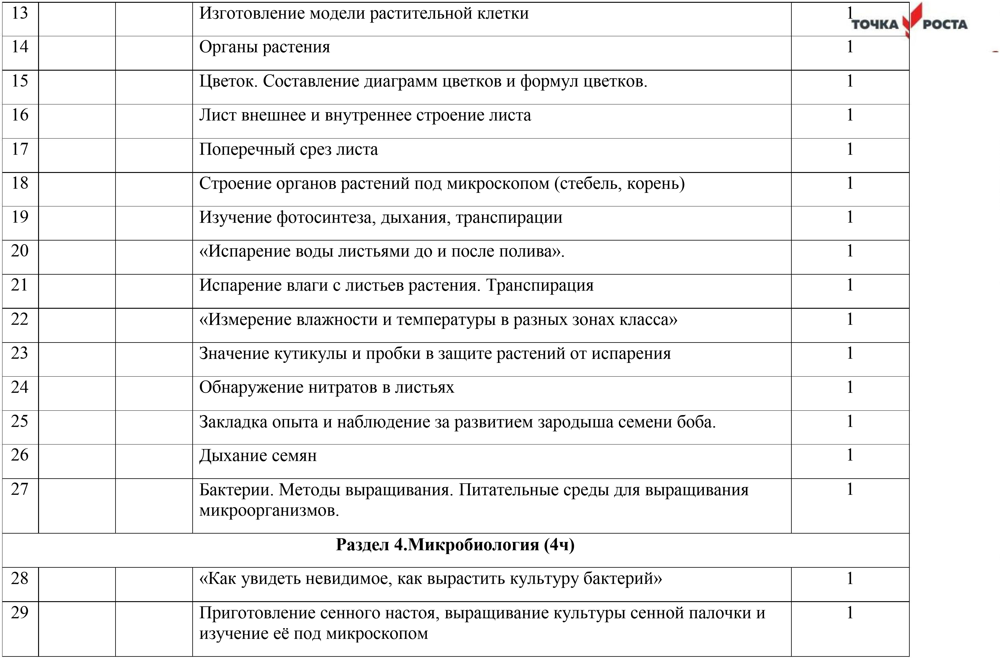 13 Изготовление модели растительной клетки 1
ТОЧКА РОСТА
14 Органы растения 1
15 Цветок. Составление диаграмм цветков и формул цветков. 1
16 Лист внешнее и внутреннее строение листа 1
17 Поперечный срез листа 1
18 Строение органов растений под микроскопом (стебель, корень) 1
19 Изучение фотосинтеза, дыхания, транспирации 1
20 «Испарение воды листьями до и после полива». 1
21 Испарение влаги с листьев растения. Транспирация 1
22 «Измерение влажности и температуры в разных зонах класса» 1
23 Значение кутикулы и пробки в защите растений от испарения 1
24 Обнаружение нитратов в листьях 1
25 Закладка опыта и наблюдение за развитием зародыша семени боба. 1
26 Дыхание семян 1
27 Бактерии. Методы выращивания. Питательные среды для выращивания 1
микроорганизмов.
Раздел 4.Микробиология (4ч)
28 «Как увидеть невидимое, как вырастить культуру бактерий» 1
29 Приготовление сенного настоя, выращивание культуры сенной палочки и 1
изучение её под микроскопом